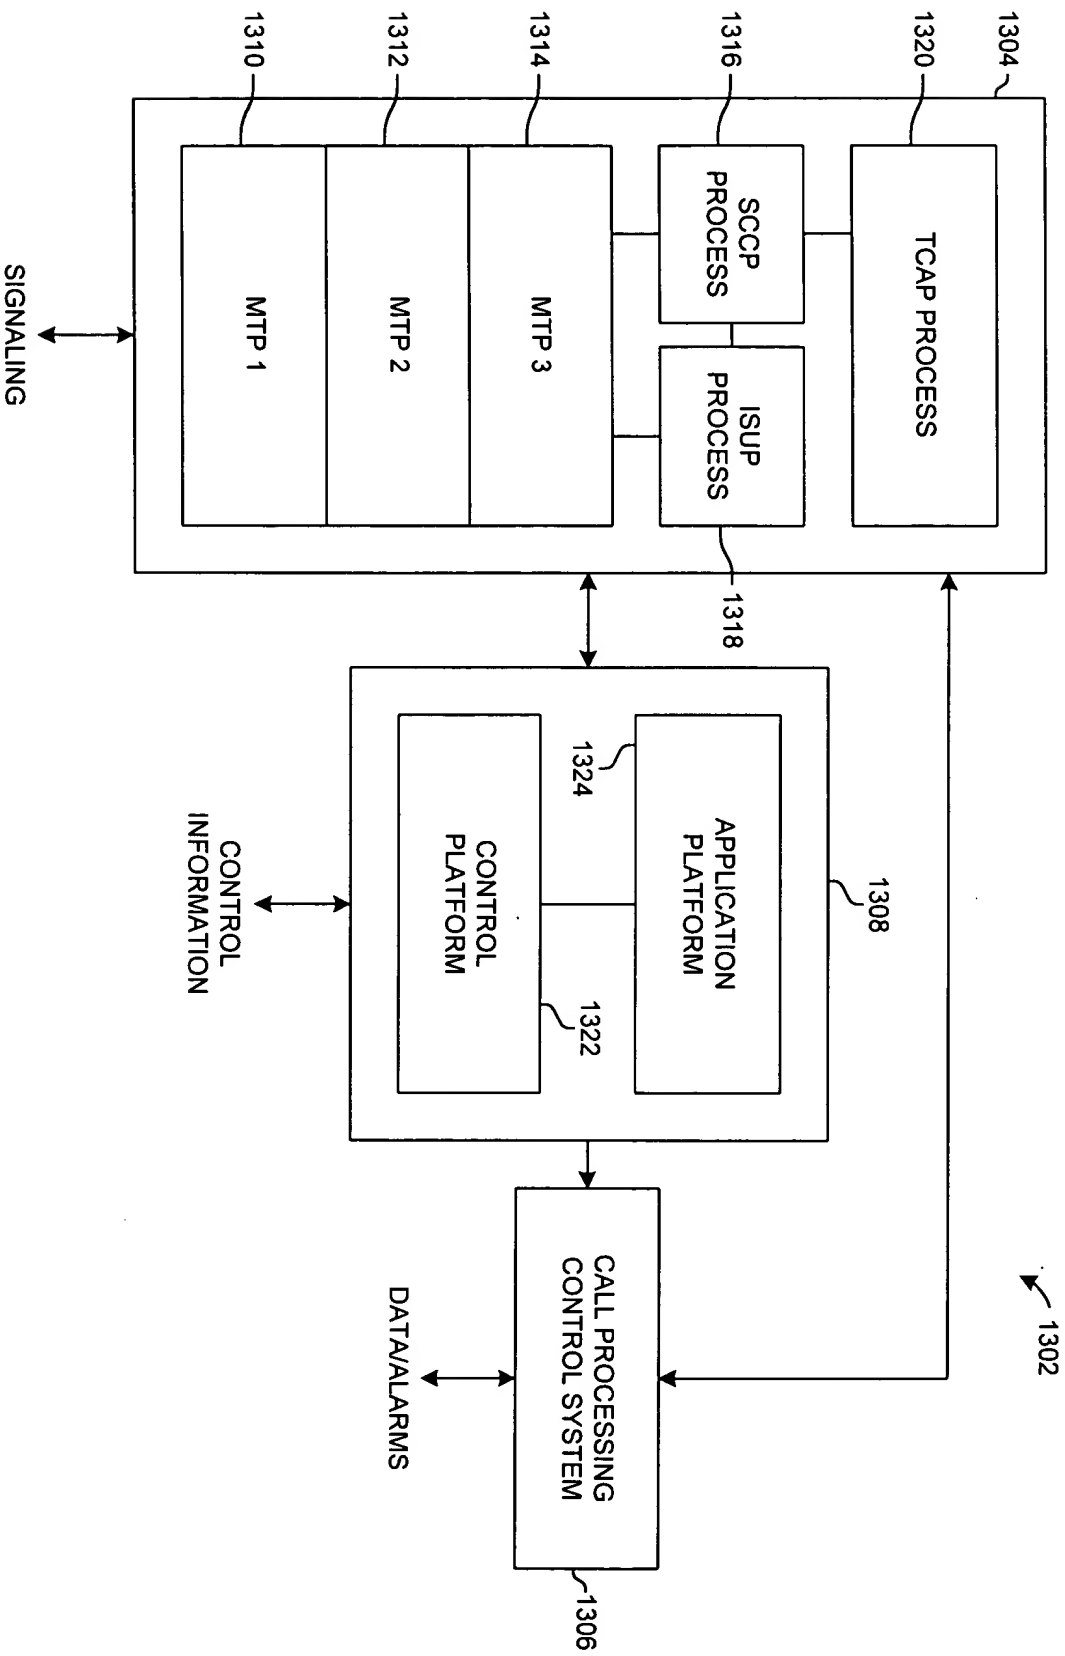 1302
1304
1320
TCAP PROCESS
1316
SCCP
PROCESS
ISUP
PROCESS
1318
1314
MTP 3
1312
MTP 2
1310
MTP 1
SIGNALING
1308
APPLICATION
PLATFORM
1324
1322
CONTROL
PLATFORM
CONTROL
INFORMATION
CALL PROCESSING
CONTROL SYSTEM
1306
DATA/ALARMS